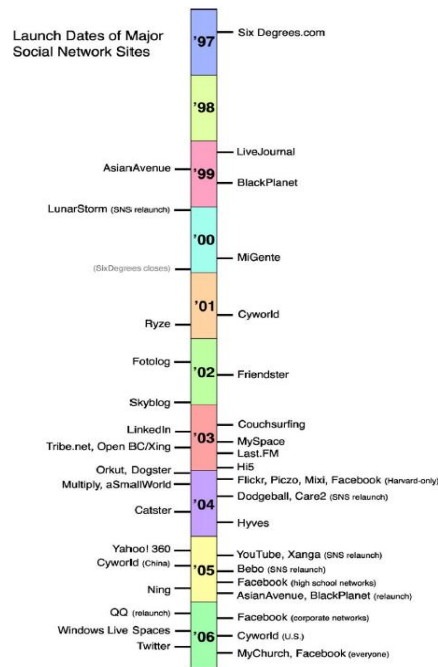 Launch Dates of Major
Social Network Sites
'97
Six Degrees.com
'98
'99
LiveJournal
AsianAvenue
BlackPlanet
LunarStorm (SNS relaunch)
'00
MiGente
(SixDegrees closes)
'01
Cyworld
Ryze
'02
Fotolog
Friendster
Skyblog
'03
Couchsurfing
LinkedIn
MySpace
Tribe.net, Open BC/Xing
Last.FM
Hi5
Orkut, Dogster
Flickr, Piczo, Mixi, Facebook (Harvard-only)
Multiply, aSmallWorld
Dodgeball, Care2 (SNS relaunch)
'04
Catster
Hyves
Yahoo! 360
YouTube, Xanga (SNS relaunch)
Cyworld (China)
Bebo (SNS relaunch)
'05
Facebook (high school networks)
Ning
AsianAvenue, BlackPlanet (relaunch)
QQ (relaunch)
Facebook (corporate networks)
Windows Live Spaces
'06
Cyworld (U.S.)
Twitter
MyChurch, Facebook (everyone)